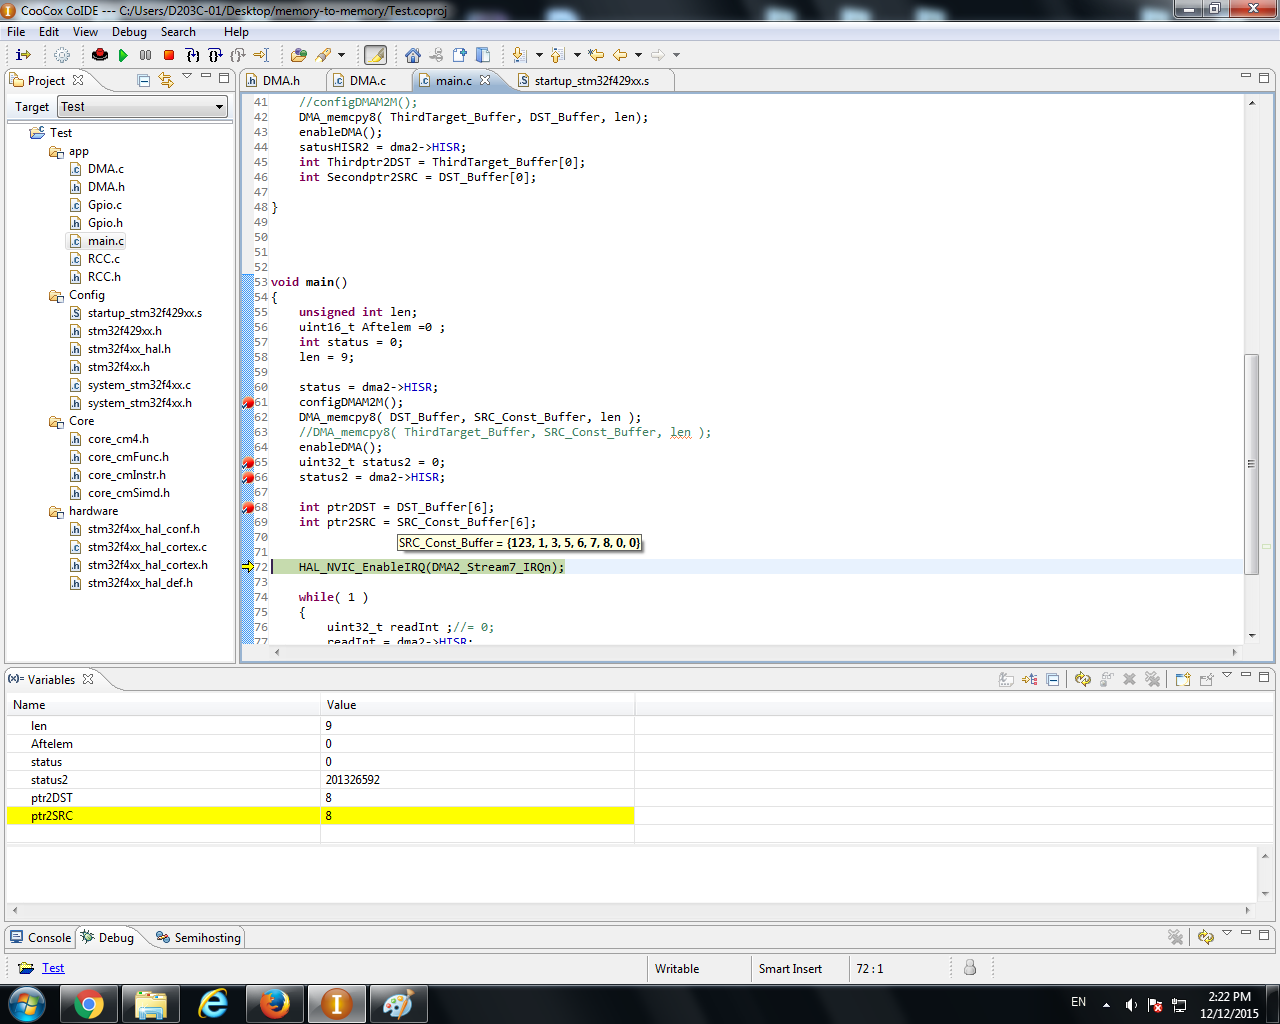 CooCox CoIDE --- C:/Users/D203C-01/Desktop/memory-to-memory/Test.coproj
File Edit View Debug Search Help
Project
Target Test
Test
app
DMA.c
DMA.h
Gpio.c
Gpio.h
main.c
RCC.c
RCC.h
Config
startup_stm32f429xx.s
stm32f429xx.h
stm32f4xx_hal.h
stm32f4xx.h
system_stm32f4xx.c
system_stm32f4xx.h
Core
core_cm4.h
core_cmFunc.h
core_cmInstr.h
core_cmSimd.h
hardware
stm32f4xx_hal_conf.h
stm32f4xx_hal_cortex.c
stm32f4xx_hal_cortex.h
stm32f4xx_hal_def.h
DMA.h DMA.c main.c startup_stm32f429xx.s
41 //configDMAM2M();
42 DMA_memcpy8( ThirdTarget_Buffer, DST_Buffer, len);
43 enableDMA();
44 satusHISR2 = dma2->HISR;
45 int Thirdptr2DST = ThirdTarget_Buffer[0];
46 int Secondptr2SRC = DST_Buffer[0];
47
48 }
49
50
51
52
53 void main()
54 {
55 unsigned int len;
56 uint16_t Aftelem =0 ;
57 int status = 0;
58 len = 9;
59
60 status = dma2->HISR;
61 configDMAM2M();
62 DMA_memcpy8( DST_Buffer, SRC_Const_Buffer, len );
63 //DMA_memcpy8( ThirdTarget_Buffer, SRC_Const_Buffer, len );
64 enableDMA();
65 uint32_t status2 = 0;
66 status2 = dma2->HISR;
67
68 int ptr2DST = DST_Buffer[6];
69 int ptr2SRC = SRC_Const_Buffer[6];
70
SRC_Const_Buffer = {123, 1, 3, 5, 6, 7, 8, 0, 0}
71
72 HAL_NVIC_EnableIRQ(DMA2_Stream7_IRQn);
73
74 while( 1 )
75 {
76 uint32_t readInt ;//= 0;
77 readInt = dma2->HISR;
(x)= Variables
Name Value
len 9
Aftelem 0
status 0
status2 201326592
ptr2DST 8
ptr2SRC 8
Console Debug Semihosting
Test Writable Smart Insert 72 : 1
EN 2:22 PM
12/12/2015